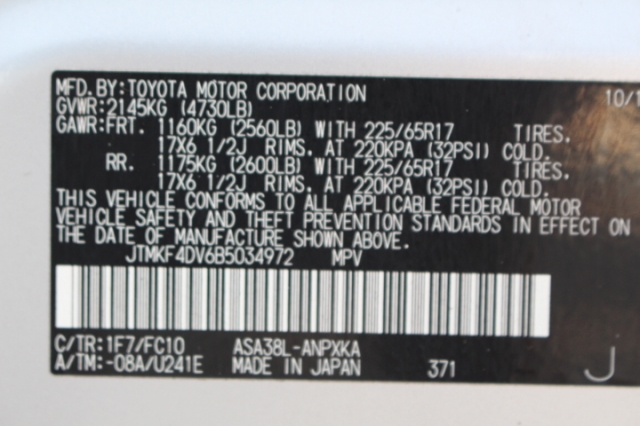 MFD.BY:TOYOTA MOTOR CORPORATION 10/1
GVWR:2145KG (4730LB)
GAWR:FRT. 1160KG (2560LB) WITH 225/65R17 TIRES.
17X6 1/2J RIMS. AT 220KPA (32PSI) COLD.
RR. 1175KG (2600LB) WITH 225/65R17 TIRES.
17X6 1/2J RIMS. AT 220KPA (32PSI) COLD.
THIS VEHICLE CONFORMS TO ALL APPLICABLE FEDERAL MOTOR
VEHICLE SAFETY AND THEFT PREVENTION STANDARDS IN EFFECT ON
THE DATE OF MANUFACTURE SHOWN ABOVE.
JTMKF4DV6B5034972 MPV
C/TR:1F7/FC10 ASA38L-ANPXKA
A/TM:-08A/U241E MADE IN JAPAN 371 J